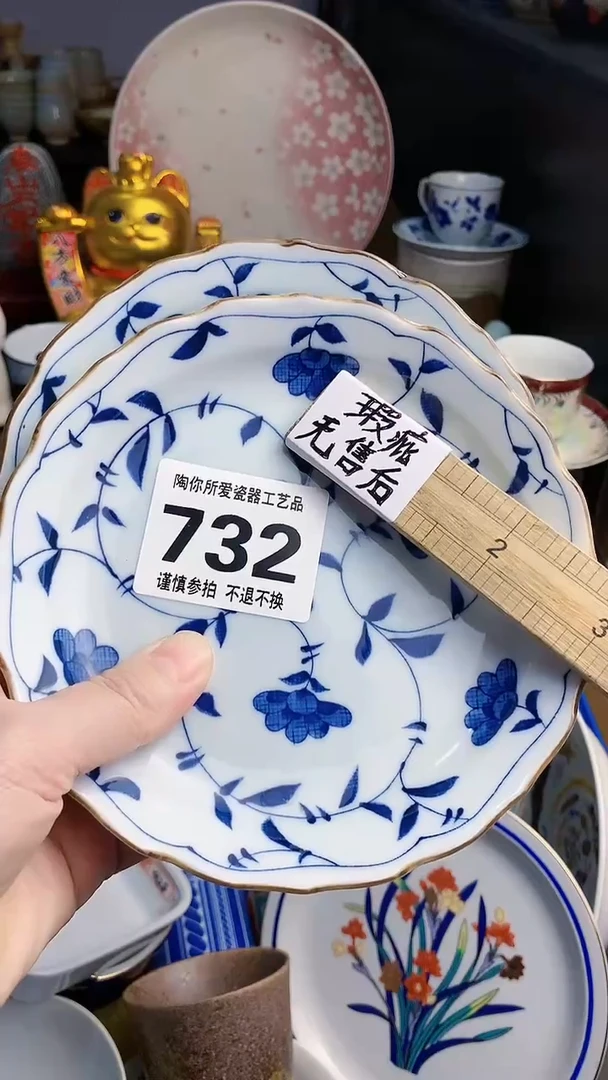 瑕疵
无售后
陶你所爱瓷器工艺品
732
谨慎参拍 不退不换
2
3